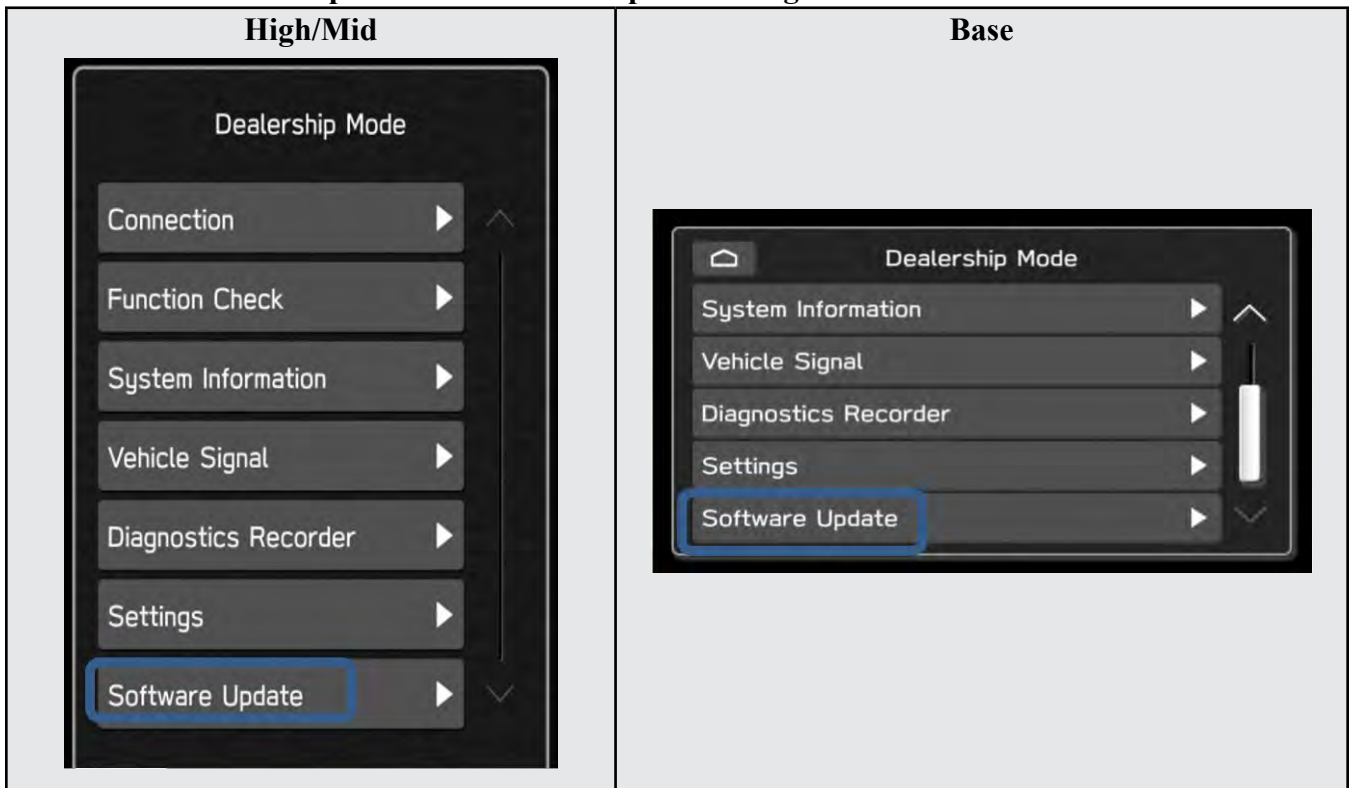 High/Mid
Dealership Mode
Connection
Function Check
System Information
Vehicle Signal
Diagnostics Recorder
Settings
Software Update
Base
Dealership Mode
System Information
Vehicle Signal
Diagnostics Recorder
Settings
Software Update